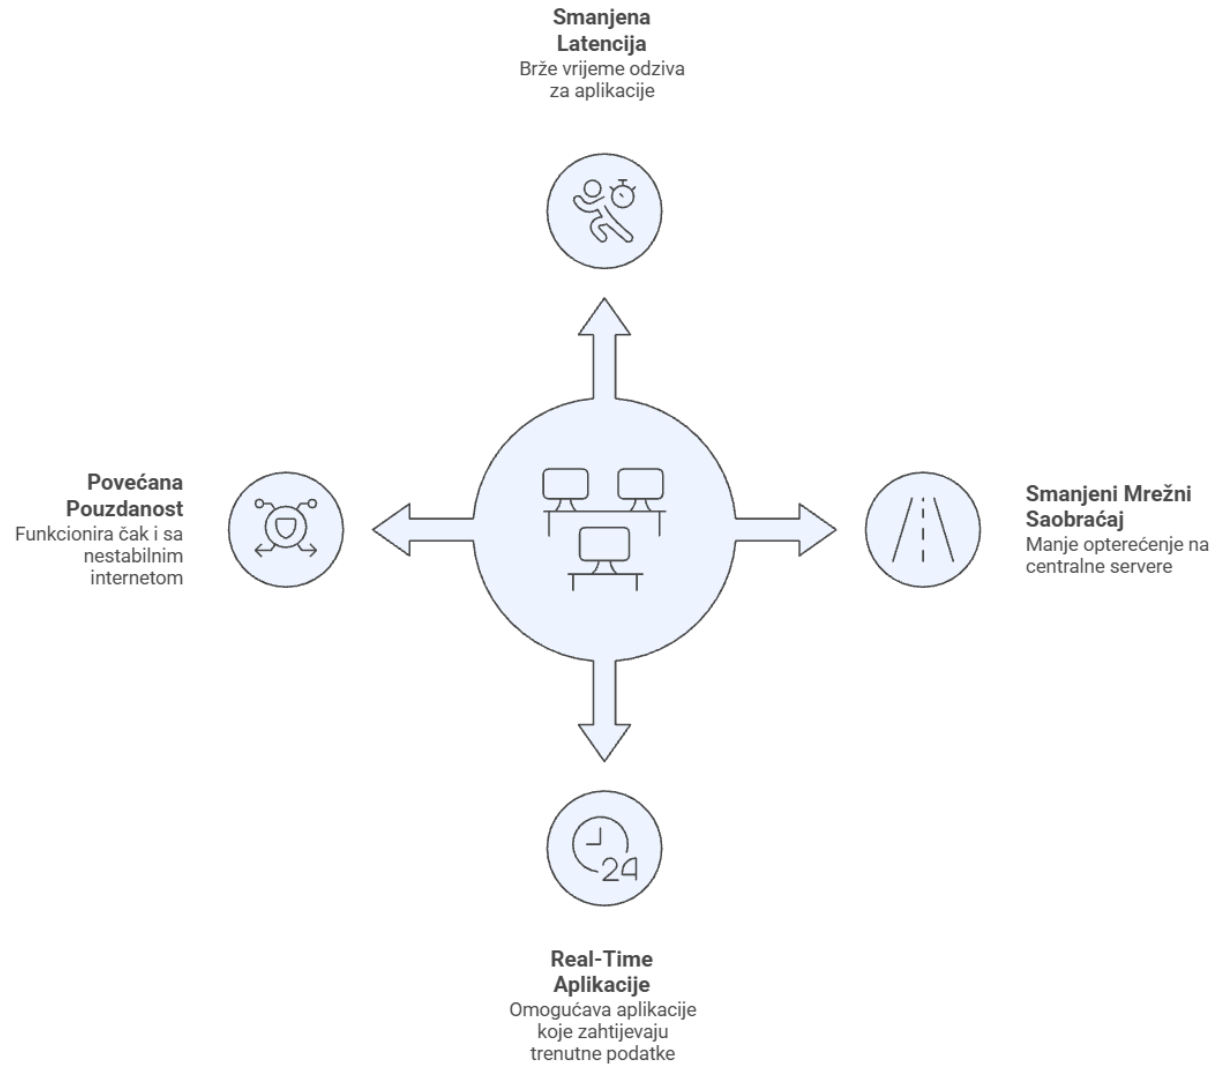 Smanjena
Latencija
Brže vrijeme odziva
za aplikacije
Povećana
Pouzdanost
Funkcionira čak i sa
nestabilnim
internetom
Smanjeni Mrežni
Saobraćaj
Manje opterećenje na
centralne servere
24
Real-Time
Aplikacije
Omogućava aplikacije
koje zahtijevaju
trenutne podatke